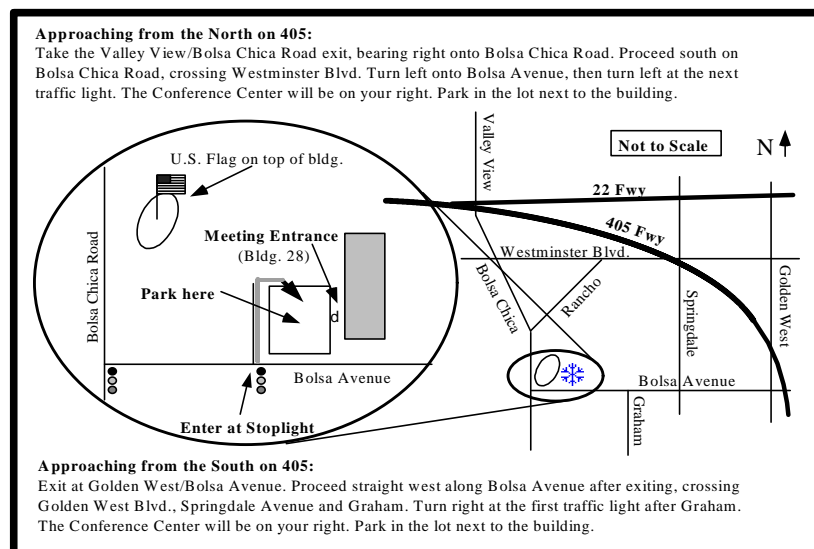 Approaching from the North on 405:
Take the Valley View/Bolsa Chica Road exit, bearing right onto Bolsa Chica Road. Proceed south on
Bolsa Chica Road, crossing Westminster Blvd. Turn left onto Bolsa Avenue, then turn left at the next
traffic light. The Conference Center will be on your right. Park in the lot next to the building.
U.S. Flag on top of bldg.
Bolsa Chica Road
Meeting Entrance
(Bldg. 28)
Park here
d
Bolsa Avenue
Enter at Stoplight
Valley View
Not to Scale
N
22 Fwy
405 Fwy
Westminster Blvd.
Bolsa Chica
Rancho
Springdale
Golden West
Bolsa Avenue
Graham
Approaching from the South on 405:
Exit at Golden West/Bolsa Avenue. Proceed straight west along Bolsa Avenue after exiting, crossing
Golden West Blvd., Springdale Avenue and Graham. Turn right at the first traffic light after Graham.
The Conference Center will be on your right. Park in the lot next to the building.